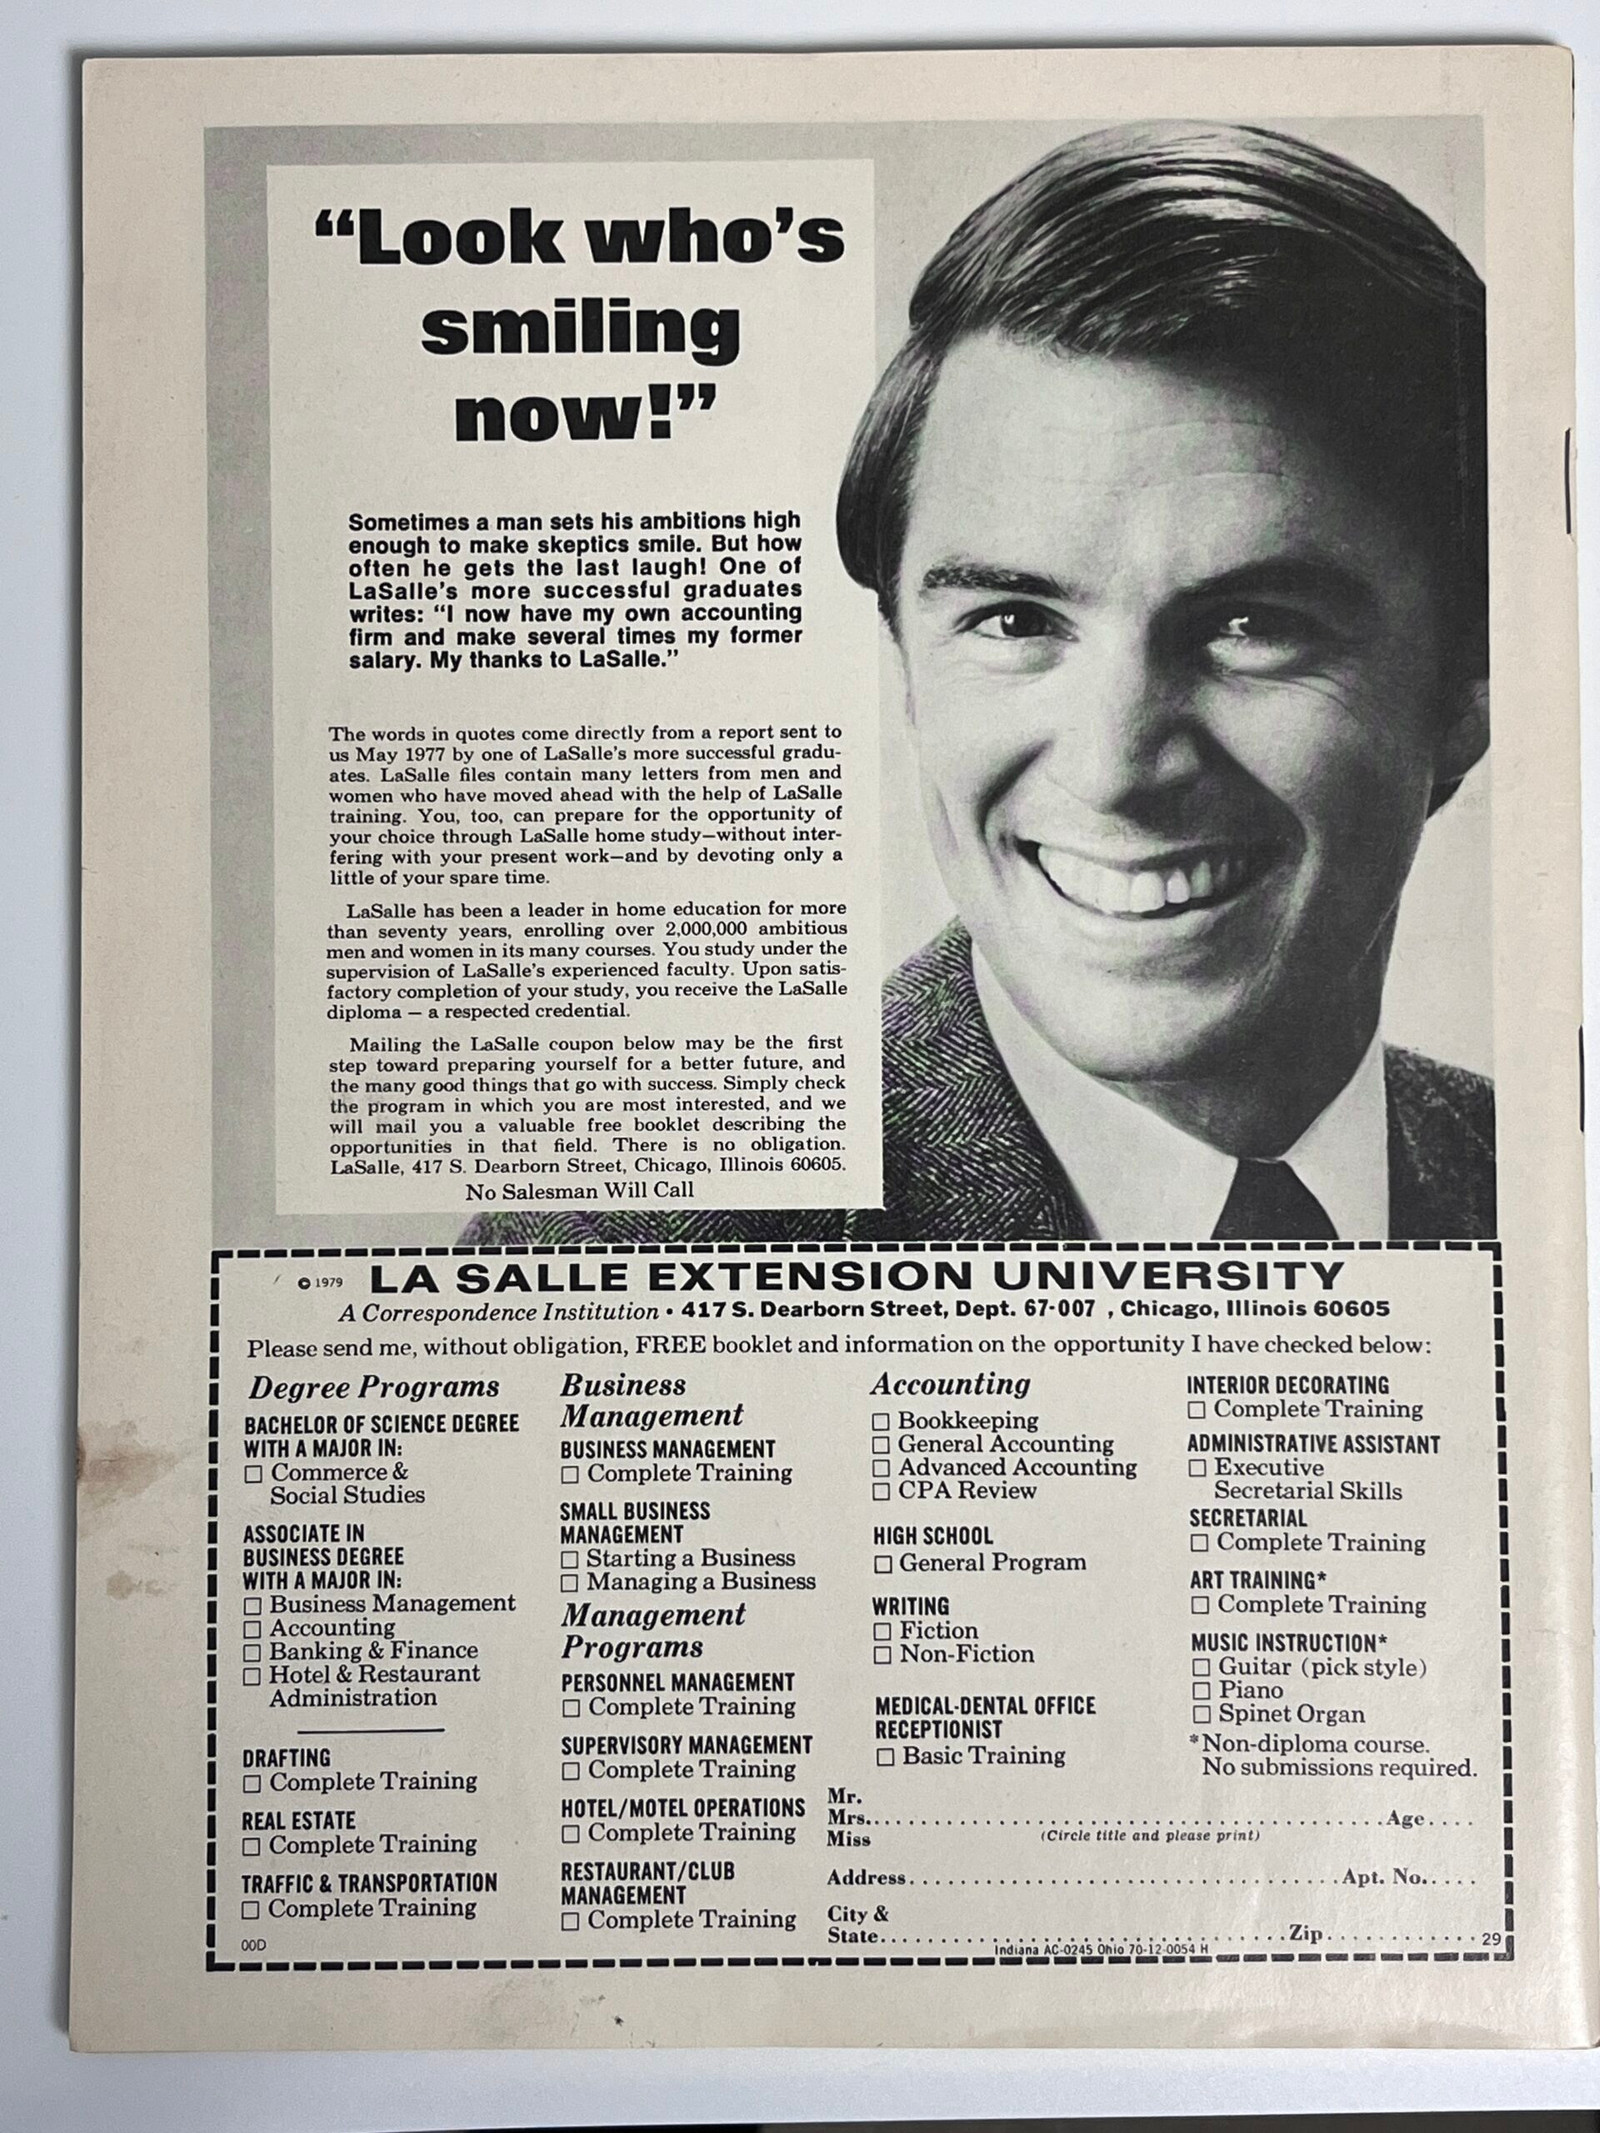 “Look who’s
smiling
now!”
Sometimes a man sets his ambitions high
enough to make skeptics smile. But how
often he gets the last laugh! One of
LaSalle’s more successful graduates
writes: “I now have my own accounting
firm and make several times my former
salary. My thanks to LaSalle.”
The words in quotes come directly from a report sent to
us May 1977 by one of LaSalle’s more successful gradu-
ates. LaSalle files contain many letters from men and
women who have moved ahead with the help of LaSalle
training. You, too, can prepare for the opportunity of
your choice through LaSalle home study—without inter-
fering with your present work—and by devoting only a
little of your spare time.
LaSalle has been a leader in home education for more
than seventy years, enrolling over 2,000,000 ambitious
men and women in its many courses. You study under the
supervision of LaSalle’s experienced faculty. Upon satis-
factory completion of your study, you receive the LaSalle
diploma — a respected credential.
Mailing the LaSalle coupon below may be the first
step toward preparing yourself for a better future, and
the many good things that go with success. Simply check
the program in which you are most interested, and we
will mail you a valuable free booklet describing the
opportunities in that field. There is no obligation.
LaSalle, 417 S. Dearborn Street, Chicago, Illinois 60605.
No Salesman Will Call
© 1979 LA SALLE EXTENSION UNIVERSITY
A Correspondence Institution • 417 S. Dearborn Street, Dept. 67-007 , Chicago, Illinois 60605
Please send me, without obligation, FREE booklet and information on the opportunity I have checked below:
Degree Programs
BACHELOR OF SCIENCE DEGREE
WITH A MAJOR IN:
☐ Commerce &
Social Studies
ASSOCIATE IN
BUSINESS DEGREE
WITH A MAJOR IN:
☐ Business Management
☐ Accounting
☐ Banking & Finance
☐ Hotel & Restaurant
Administration
DRAFTING
☐ Complete Training
REAL ESTATE
☐ Complete Training
TRAFFIC & TRANSPORTATION
☐ Complete Training
00D
Business
Management
BUSINESS MANAGEMENT
☐ Complete Training
SMALL BUSINESS
MANAGEMENT
☐ Starting a Business
☐ Managing a Business
Management
Programs
PERSONNEL MANAGEMENT
☐ Complete Training
SUPERVISORY MANAGEMENT
☐ Complete Training
HOTEL/MOTEL OPERATIONS
☐ Complete Training
RESTAURANT/CLUB
MANAGEMENT
☐ Complete Training
Accounting
☐ Bookkeeping
☐ General Accounting
☐ Advanced Accounting
☐ CPA Review
HIGH SCHOOL
☐ General Program
WRITING
☐ Fiction
☐ Non-Fiction
MEDICAL-DENTAL OFFICE
RECEPTIONIST
☐ Basic Training
INTERIOR DECORATING
☐ Complete Training
ADMINISTRATIVE ASSISTANT
☐ Executive
Secretarial Skills
SECRETARIAL
☐ Complete Training
ART TRAINING*
☐ Complete Training
MUSIC INSTRUCTION*
☐ Guitar (pick style)
☐ Piano
☐ Spinet Organ
*Non-diploma course.
No submissions required.
Mr.
Mrs.......... Age....
Miss (Circle title and please print)
Address.......... Apt. No.....
City &
State.......... Zip..........
Indiana AC-0245 Ohio 70-12-0054 H
29